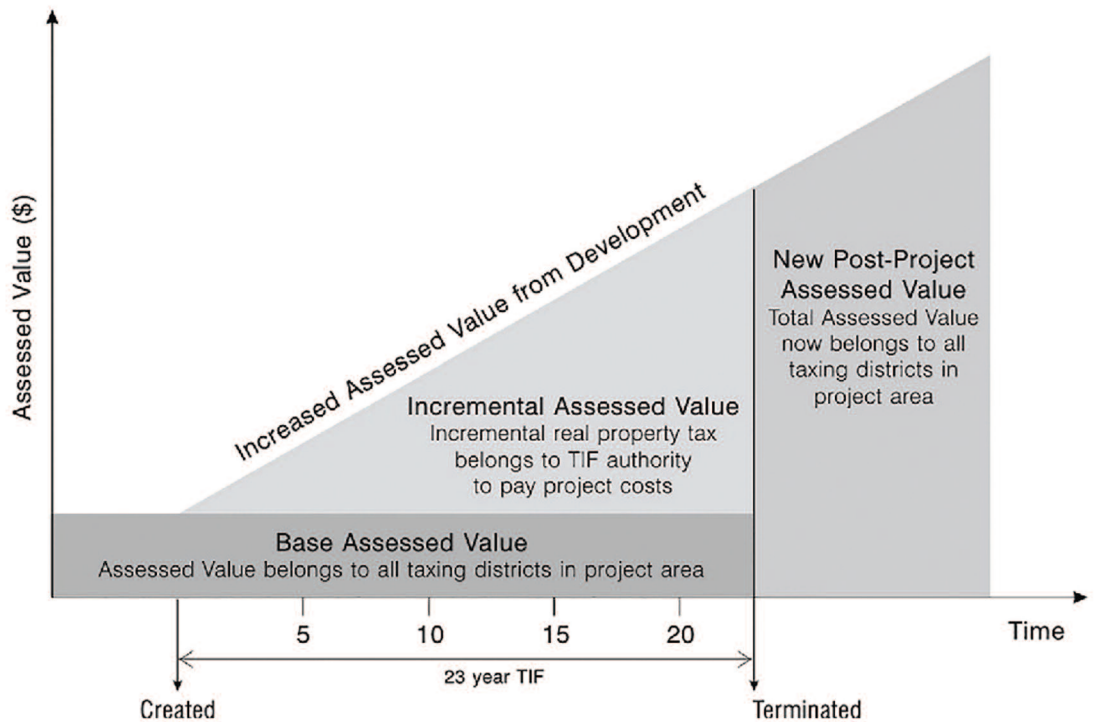 Assessed Value ($)
Increased Assessed Value from Development
New Post-Project
Assessed Value
Total Assessed Value
now belongs to all
taxing districts in
project area
Incremental Assessed Value
Incremental real property tax
belongs to TIF authority
to pay project costs
Base Assessed Value
Assessed Value belongs to all taxing districts in project area
5 10 15 20
Time
23 year TIF
Created
Terminated